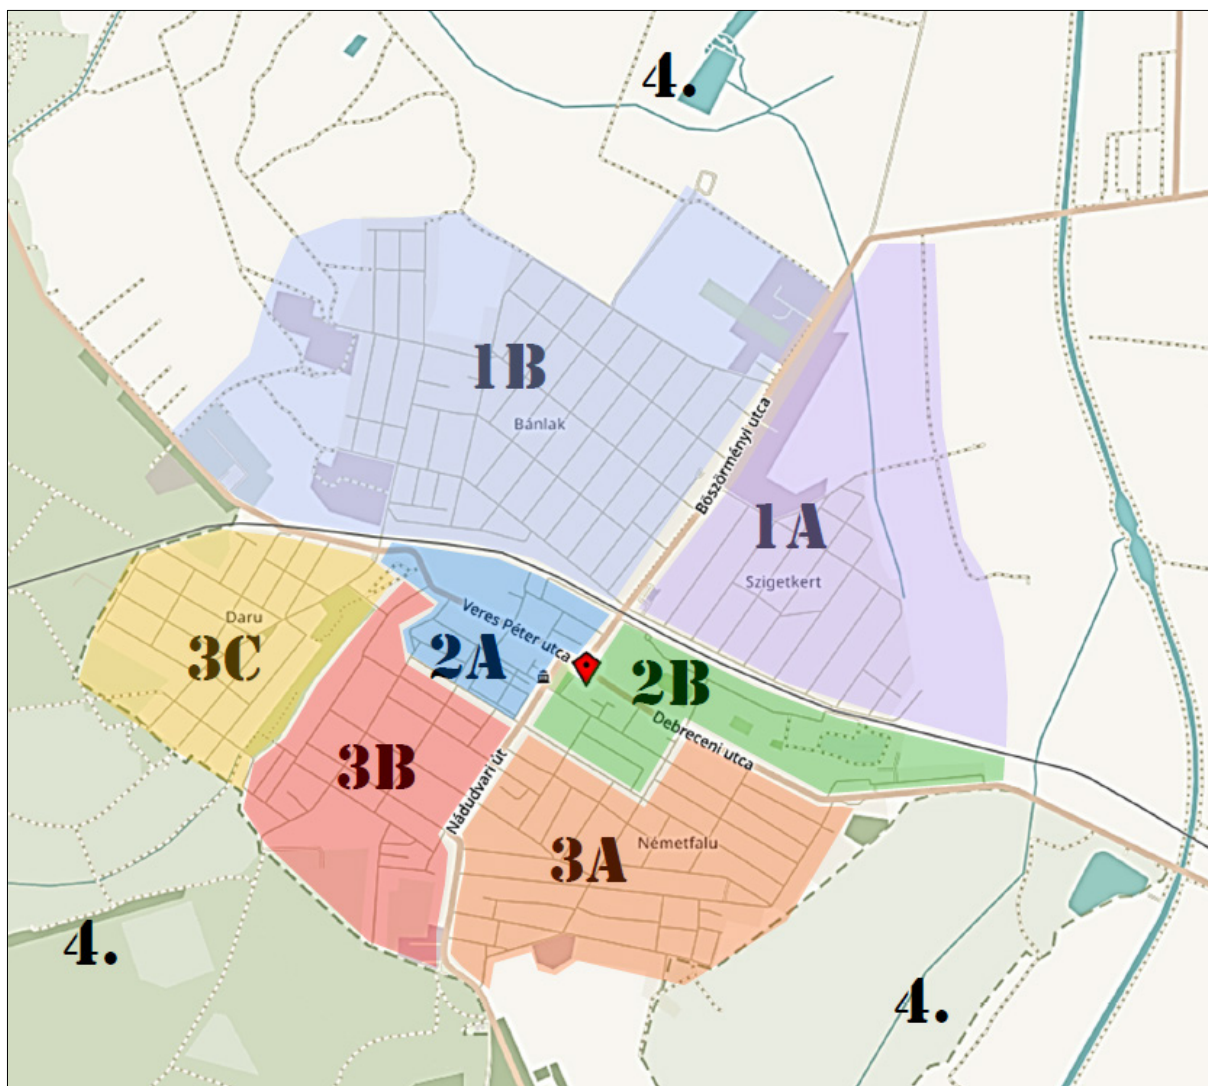 4.
1B
Bánlak
Böszörményi utca
1A
Szigetkert
Daru
3C
Veres Péter utca
2A
2B
Debreceni utca
3B
Nádudvari út
Németfalu
3A
4.
4.